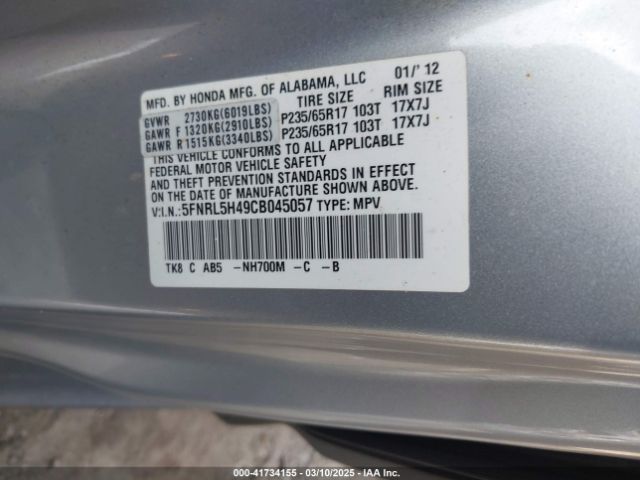 MFD. BY HONDA MFG. OF ALABAMA, LLC 01/' 12
TIRE SIZE RIM SIZE
GVWR 2730KG(6019LBS)
GAWR F 1320KG(2910LBS) P235/65R17 103T 17X7J
GAWR R 1515KG(3340LBS) P235/65R17 103T 17X7J
THIS VEHICLE CONFORMS TO ALL APPLICABLE
FEDERAL MOTOR VEHICLE SAFETY
AND THEFT PREVENTION STANDARDS IN EFFECT
ON THE DATE OF MANUFACTURE SHOWN ABOVE.
V.I.N.:5FNRL5H49CB045057 TYPE: MPV
TK8 C AB5 -NH700M -C -B
000-41734155 — 03/10/2025 — IAA Inc.